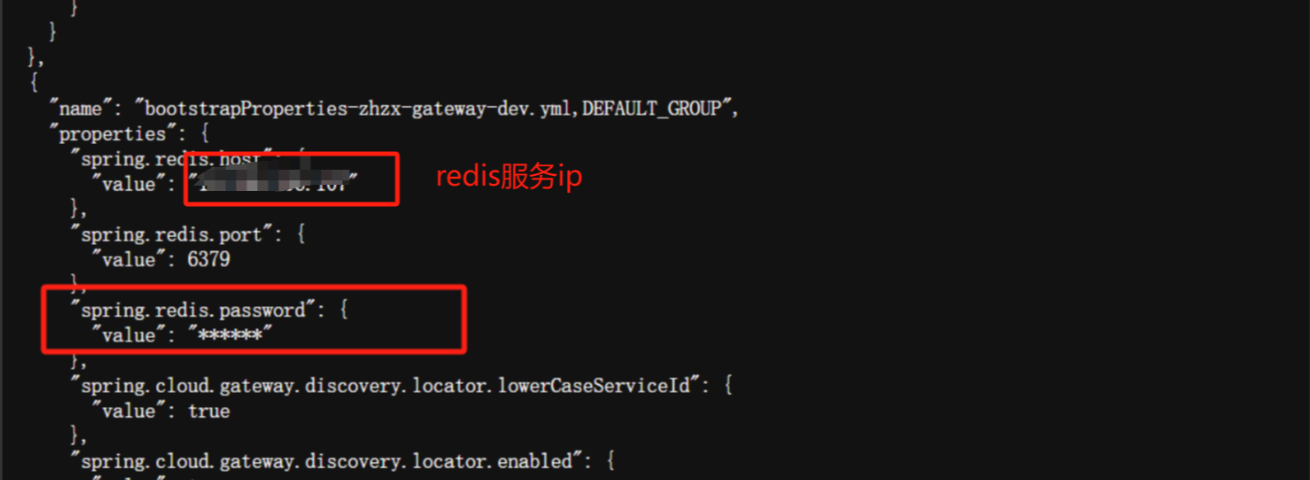 }
}
},
{
"name": "bootstrapProperties-zhzx-gateway-dev.yml,DEFAULT_GROUP",
"properties": {
"spring.redis.host": {
"value": " redis服务ip
},
"spring.redis.port": {
"value": 6379
},
"spring.redis.password": {
"value": "******"
},
"spring.cloud.gateway.discovery.locator.lowerCaseServiceId": {
"value": true
},
"spring.cloud.gateway.discovery.locator.enabled": {